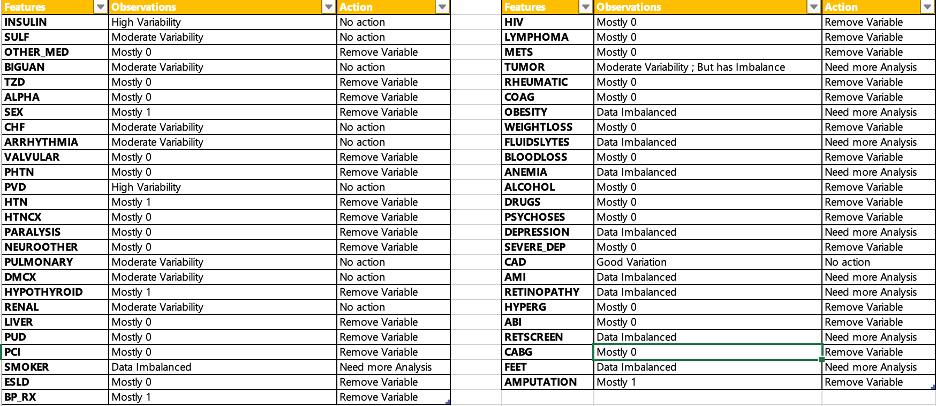 Features Observations Action
INSULIN High Variability No action
SULF Moderate Variability No action
OTHER_MED Mostly 0 Remove Variable
BIGUAN Moderate Variability No action
TZD Mostly 0 Remove Variable
ALPHA Mostly 0 Remove Variable
SEX Mostly 1 Remove Variable
CHF Moderate Variability No action
ARRHYTHMIA Moderate Variability No action
VALVULAR Mostly 0 Remove Variable
PHTN Mostly 0 Remove Variable
PVD High Variability No action
HTN Mostly 1 Remove Variable
HTNCX Mostly 0 Remove Variable
PARALYSIS Mostly 0 Remove Variable
NEUROOTHER Mostly 0 Remove Variable
PULMONARY Moderate Variability No action
DMCX Moderate Variability No action
HYPOTHYROID Mostly 1 Remove Variable
RENAL Moderate Variability No action
LIVER Mostly 0 Remove Variable
PUD Mostly 0 Remove Variable
PCI Mostly 0 Remove Variable
SMOKER Data Imbalanced Need more Analysis
ESLD Mostly 0 Remove Variable
BP_RX Mostly 1 Remove Variable
Features Observations Action
HIV Mostly 0 Remove Variable
LYMPHOMA Mostly 0 Remove Variable
METS Mostly 0 Remove Variable
TUMOR Moderate Variability ; But has Imbalance Need more Analysis
RHEUMATIC Mostly 0 Remove Variable
COAG Mostly 0 Remove Variable
OBESITY Data Imbalanced Need more Analysis
WEIGHTLOSS Mostly 0 Remove Variable
FLUIDSLYTES Data Imbalanced Need more Analysis
BLOODLOSS Mostly 0 Remove Variable
ANEMIA Data Imbalanced Need more Analysis
ALCOHOL Mostly 0 Remove Variable
DRUGS Mostly 0 Remove Variable
PSYCHOSES Mostly 0 Remove Variable
DEPRESSION Data Imbalanced Need more Analysis
SEVERE_DEP Mostly 0 Remove Variable
CAD Good Variation No action
AMI Data Imbalanced Need more Analysis
RETINOPATHY Data Imbalanced Need more Analysis
HYPERG Mostly 0 Remove Variable
ABI Mostly 0 Remove Variable
RETSCREEN Data Imbalanced Need more Analysis
CABG Mostly 0 Remove Variable
FEET Data Imbalanced Need more Analysis
AMPUTATION Mostly 1 Remove Variable